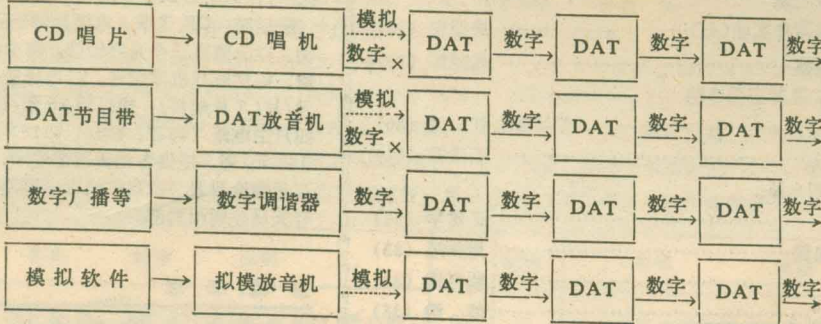 CD 唱 片 CD 唱 机 模拟 数字 × DAT 数字 DAT 数字 DAT 数字
DAT节目带 DAT放音机 模拟 数字 × DAT 数字 DAT 数字 DAT 数字
数字广播等 数字调谐器 数字 DAT 数字 DAT 数字 DAT 数字
模 拟 软 件 拟模放音机 模拟 DAT 数字 DAT 数字 DAT 数字